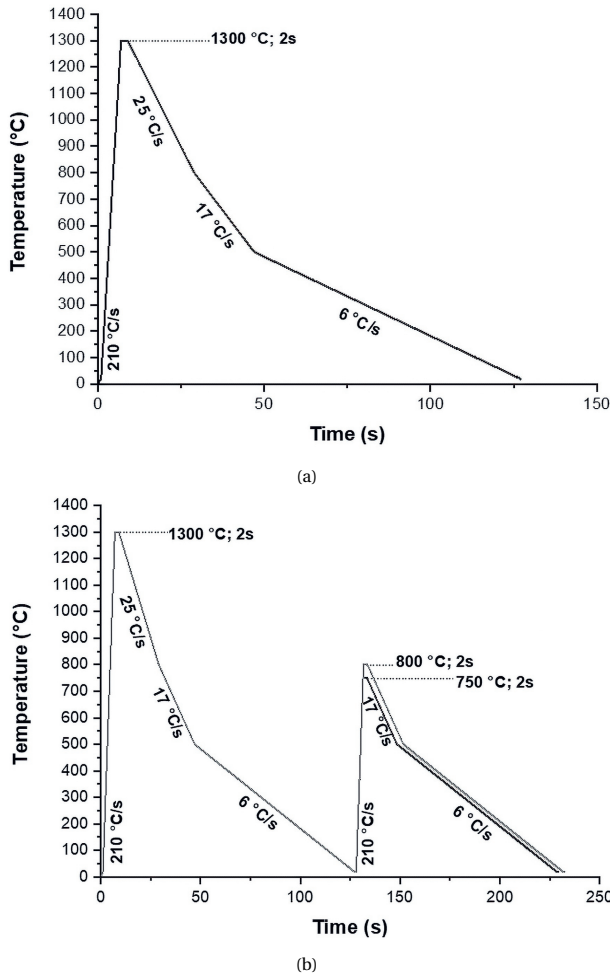 1400
1300
1200
1100
1000
900
800
700
600
500
400
300
200
100
0
Temperature (°C)
1300 °C; 2s
25 °C/s
17 °C/s
6 °C/s
210 °C/s
0 50 100 150
Time (s)
(a)
1400
1300
1200
1100
1000
900
800
700
600
500
400
300
200
100
0
Temperature (°C)
1300 °C; 2s
25 °C/s
17 °C/s
6 °C/s
210 °C/s
800 °C; 2s
750 °C; 2s
17 °C/s
6 °C/s
210 °C/s
0 50 100 150 200 250
Time (s)
(b)